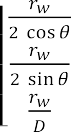 r_w / 2 cos θ
r_w / 2 sin θ
r_w / D